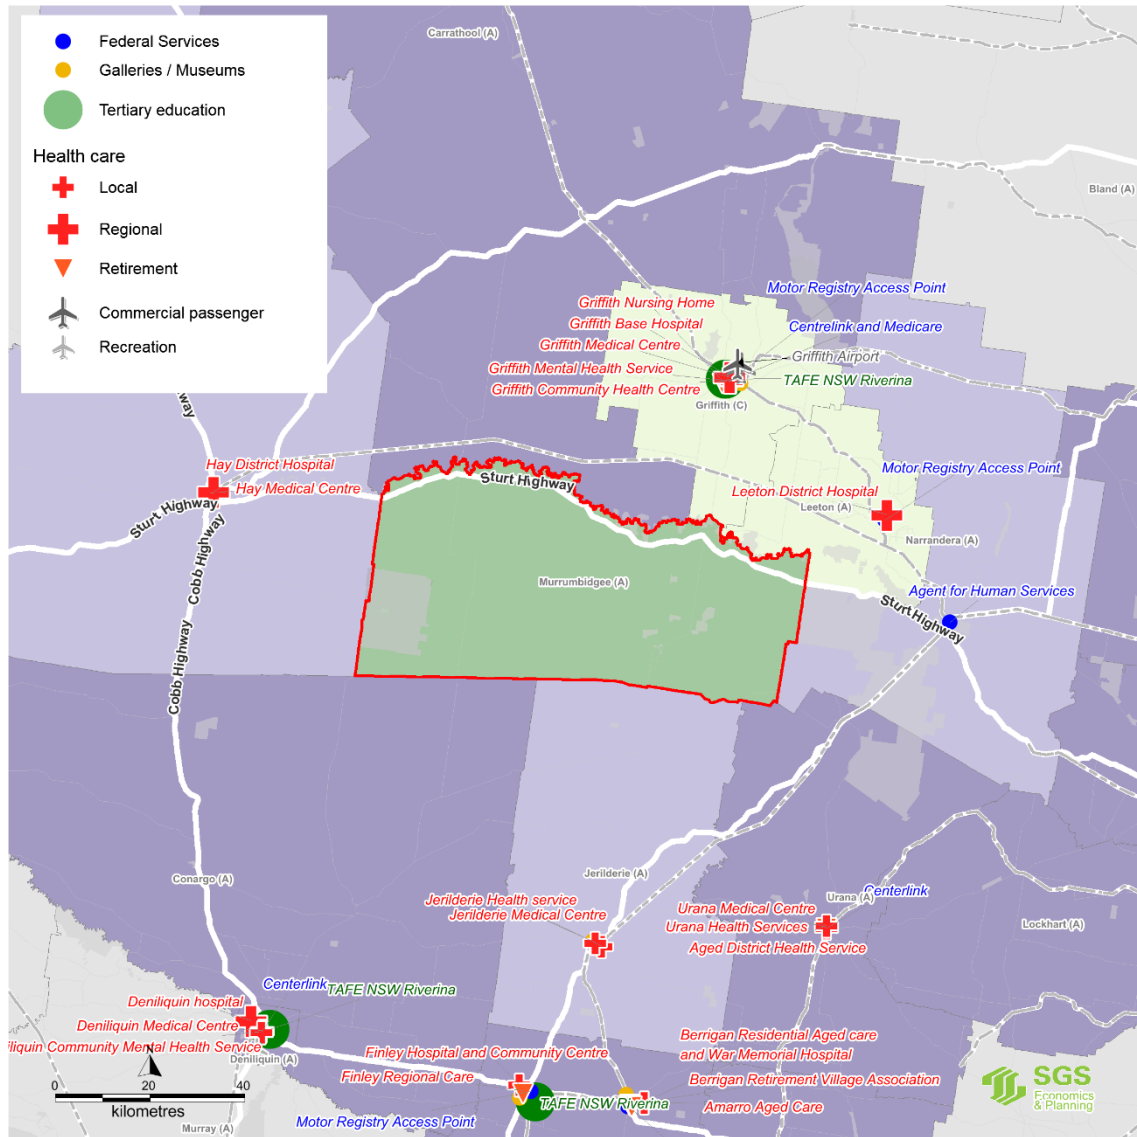 Federal Services
Galleries / Museums
Tertiary education
Health care
Local
Regional
Retirement
Commercial passenger
Recreation
Carrathool (A)
Bland (A)
Motor Registry Access Point
Griffith Nursing Home
Griffith Base Hospital
Centrelink and Medicare
Griffith Medical Centre
Griffith Airport
Griffith Mental Health Service
TAFE NSW Riverina
Griffith Community Health Centre
Griffith (C)
way
Hay District Hospital
Hay Medical Centre
Sturt Highway
Sturt Highway
Motor Registry Access Point
Leeton District Hospital
Leeton (A)
Narrandera (A)
Cobb Highway
Murrumbidgee (A)
Agent for Human Services
Sturt Highway
Cobb Highway
Conargo (A)
Jerilderie (A)
Jerilderie Health service
Jerilderie Medical Centre
Centerlink
Urana (A)
Urana Medical Centre
Urana Health Services
Aged District Health Service
Lockhart (A)
Centerlink
TAFE NSW Riverina
Deniliquin hospital
Deniliquin Medical Centre
iliquin Community Mental Health Service
Deniliquin (A)
Finley Hospital and Community Centre
Finley Regional Care
TAFE NSW Riverina
Motor Registry Access Point
Berrigan Residential Aged care
and War Memorial Hospital
Berrigan Retirement Village Association
Amarro Aged Care
0 20 40
kilometres
Murray (A)
SGS
Economics
& Planning